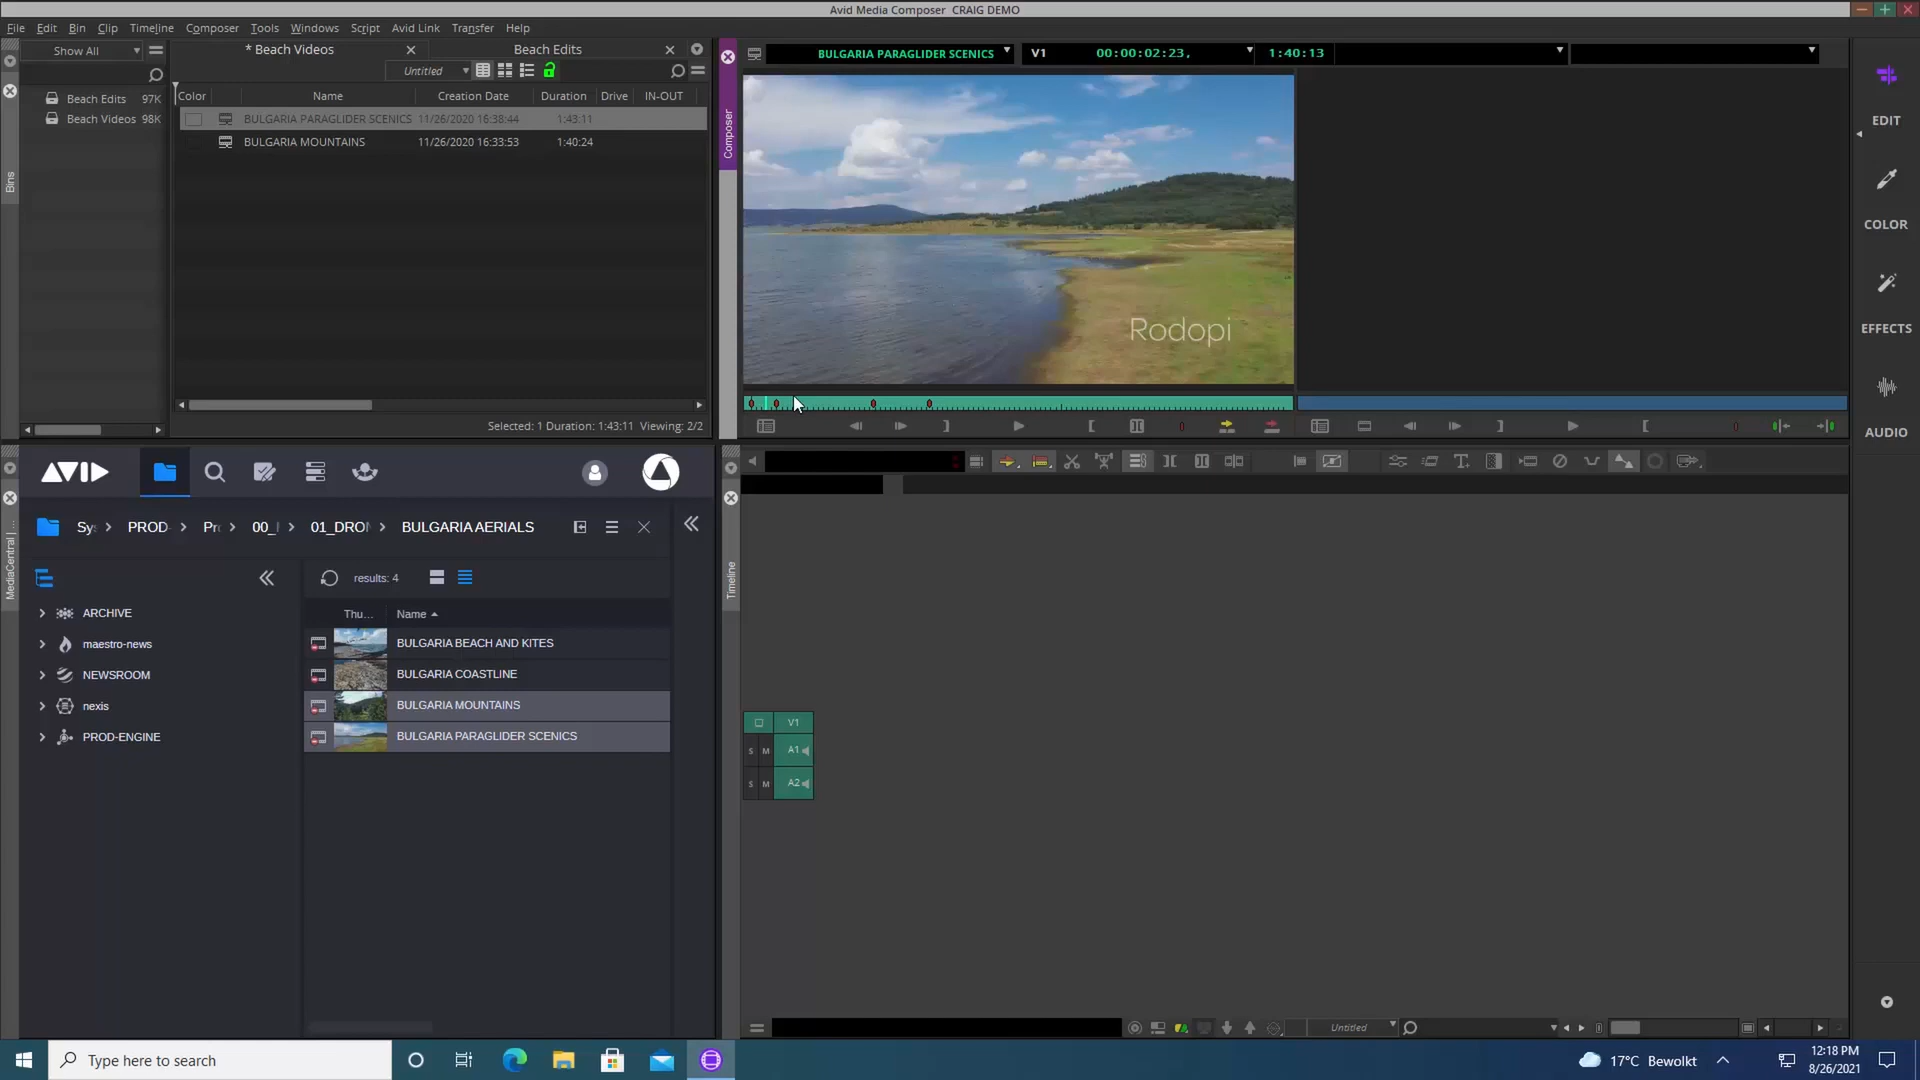 Avid Media Composer CRAIG DEMO
File Edit Bin Clip Timeline Composer Tools Windows Script Avid Link Transfer Help
Show All
* Beach Videos
Beach Edits
Untitled
Beach Edits 97K
Beach Videos 98K
Bins
Color Name Creation Date Duration Drive IN-OUT
BULGARIA PARAGLIDER SCENICS 11/26/2020 16:38:44 1:43:11
BULGARIA MOUNTAINS 11/26/2020 16:33:53 1:40:24
Selected: 1 Duration: 1:43:11 Viewing: 2/2
Composer
BULGARIA PARAGLIDER SCENICS V1 00:00:02:23, 1:40:13
Rodopi
EDIT
COLOR
EFFECTS
AUDIO
MediaCentral |
AVID
Sy PROD- Pr 00_ 01_DRO BULGARIA AERIALS
results: 4
ARCHIVE
maestro-news
NEWSROOM
nexis
PROD-ENGINE
Thu... Name
BULGARIA BEACH AND KITES
BULGARIA COASTLINE
BULGARIA MOUNTAINS
BULGARIA PARAGLIDER SCENICS
Timeline
V1
S M A1
S M A2
Untitled
Type here to search
17°C Bewolkt
12:18 PM
8/26/2021